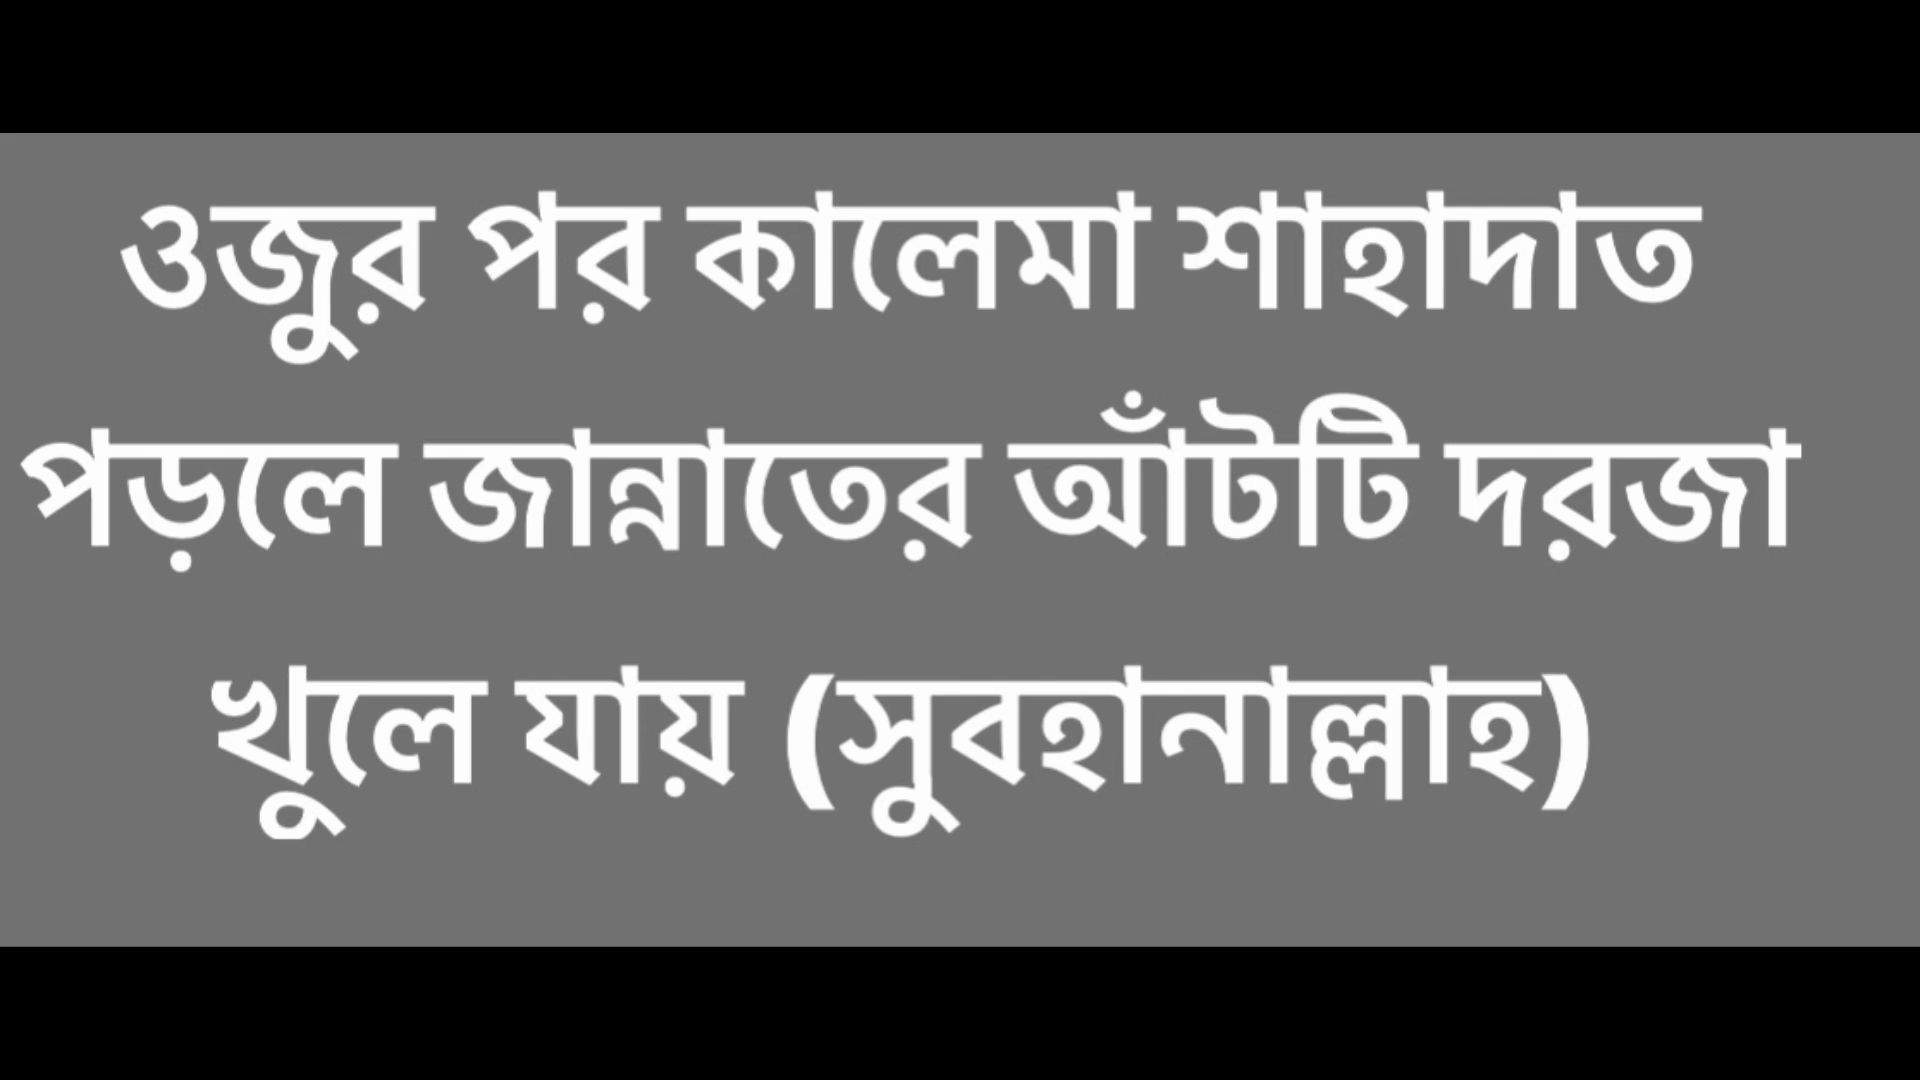 ওজুর পর কালেমা শাহাদাত
পড়লে জান্নাতের আঁটটি দরজা
খুলে যায় (সুবহানাল্লাহ)